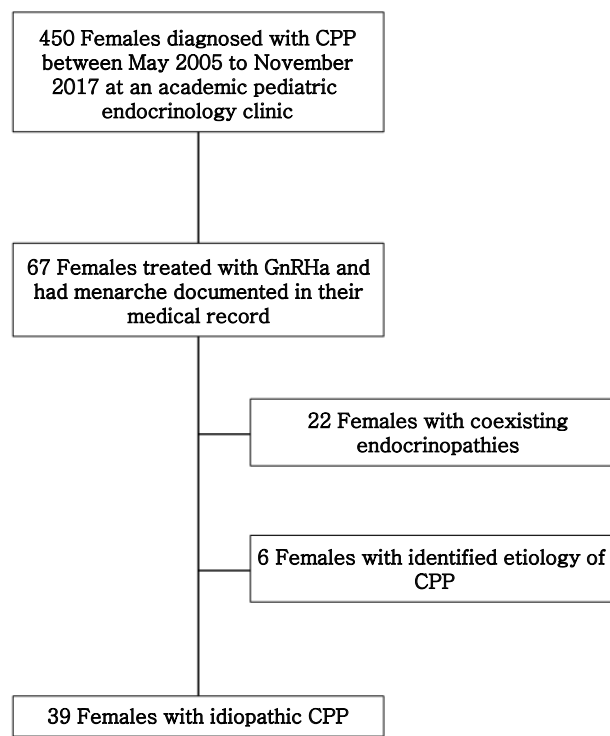 450 Females diagnosed with CPP
between May 2005 to November
2017 at an academic pediatric
endocrinology clinic
67 Females treated with GnRHa and
had menarche documented in their
medical record
22 Females with coexisting
endocrinopathies
6 Females with identified etiology of
CPP
39 Females with idiopathic CPP